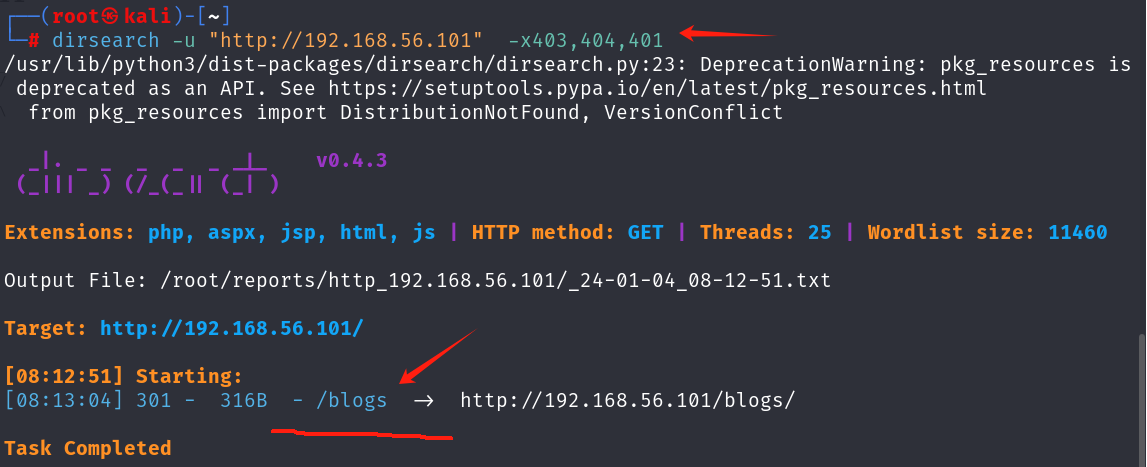 ┌──(root㉿kali)-[~]
└─# dirsearch -u "http://192.168.56.101"  -x403,404,401
/usr/lib/python3/dist-packages/dirsearch/dirsearch.py:23: DeprecationWarning: pkg_resources is
deprecated as an API. See https://setuptools.pypa.io/en/latest/pkg_resources.html
from pkg_resources import DistributionNotFound, VersionConflict
_|. _ _  _  _  _ _|_    v0.4.3
(_||| _) (/_(_|| (_| )
Extensions: php, aspx, jsp, html, js | HTTP method: GET | Threads: 25 | Wordlist size: 11460
Output File: /root/reports/http_192.168.56.101/_24-01-04_08-12-51.txt
Target: http://192.168.56.101/
[08:12:51] Starting:
[08:13:04] 301 -  316B  - /blogs  ->  http://192.168.56.101/blogs/
Task Completed